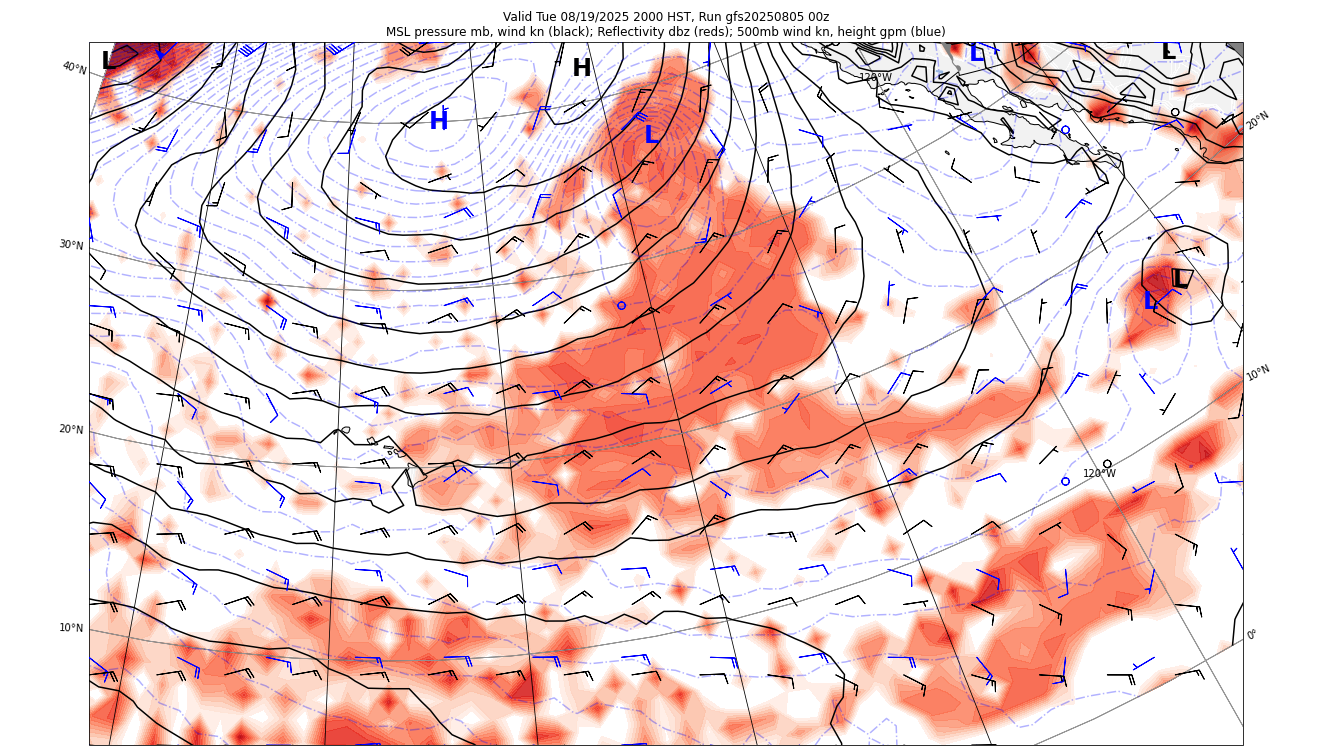 Valid Tue 08/19/2025 2000 HST, Run gfs20250805 00z
MSL pressure mb, wind kn (black); Reflectivity dbz (reds); 500mb wind kn, height gpm (blue)
L
H
L
L
40°N
120°W
H
L
20°N
30°N
L
L
10°N
20°N
120°W
10°N
0°